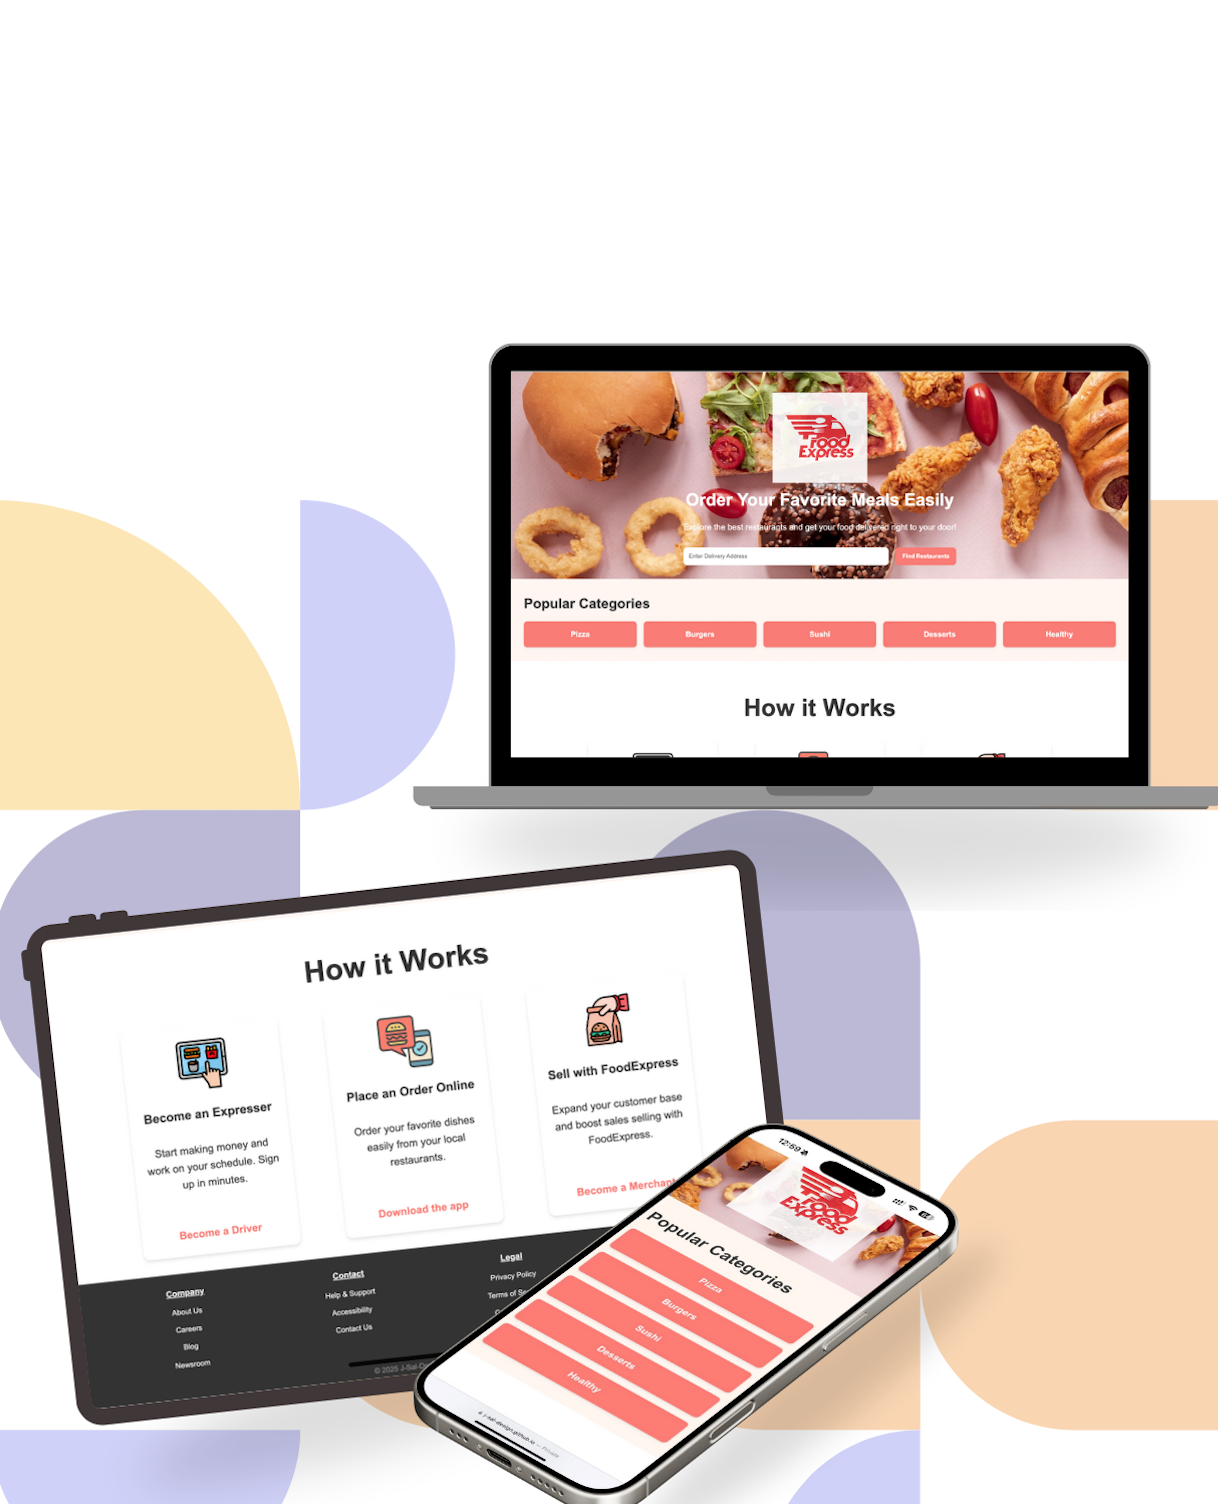 Food
Express
Order Your Favorite Meals Easily
Explore the best restaurants and get your food delivered right to your door!
Enter Delivery Address
Find Restaurants
Popular Categories
Pizza
Burgers
Sushi
Desserts
Healthy
How it Works
How it Works
Become an Expresser
Start making money and
work on your schedule. Sign
up in minutes.
Become a Driver
Place an Order Online
Order your favorite dishes
easily from your local
restaurants.
Download the app
Sell with FoodExpress
Expand your customer base
and boost sales selling with
FoodExpress.
Become a Merchant
Company
About Us
Careers
Blog
Newsroom
Contact
Help & Support
Accessibility
Contact Us
Legal
Privacy Policy
Terms of
© 2025
12:59
Food
Express
Popular Categories
Pizza
Burgers
Sushi
Desserts
Healthy
j-sal-design.github.io — Private